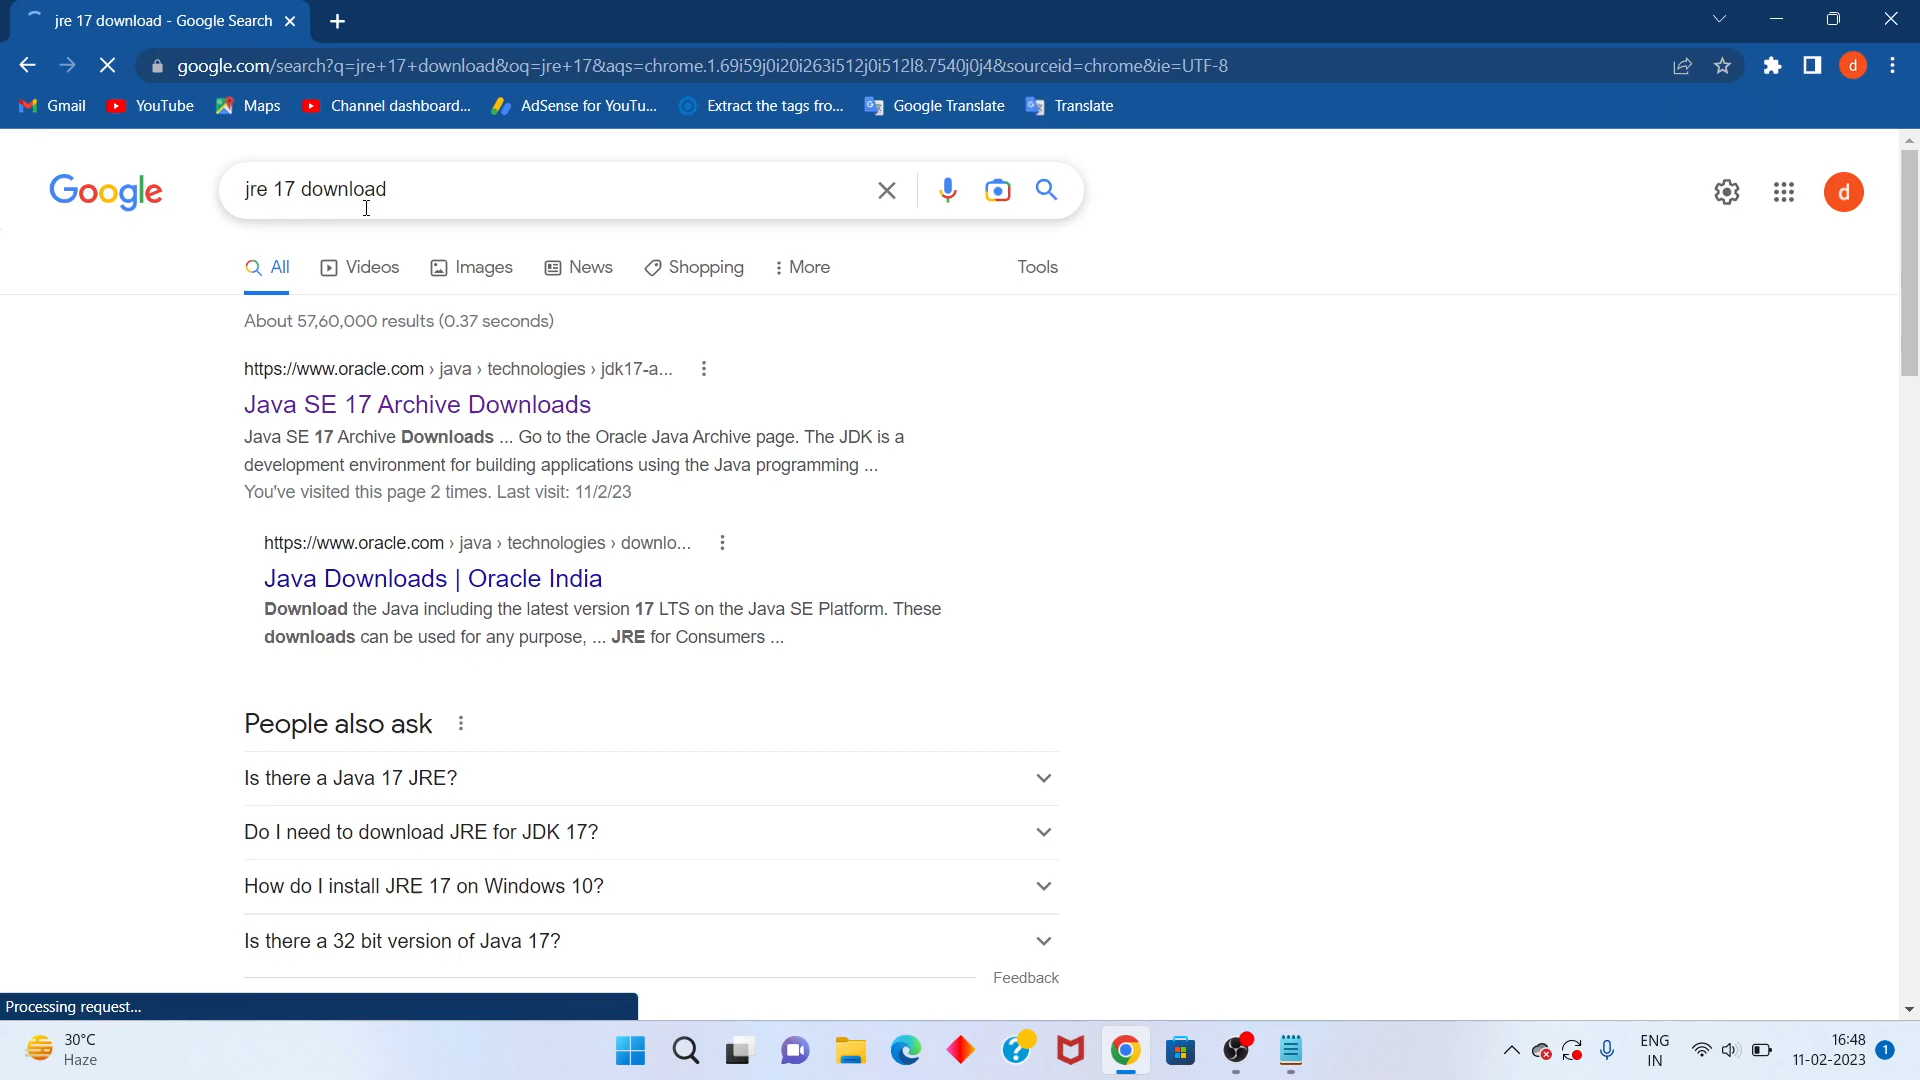 jre 17 download - Google Search
google.com/search?q=jre+17+download&oq=jre+17&aqs=chrome.1.69i59j0i20i263i512j0i512l8.7540j0j4&sourceid=chrome&ie=UTF-8
d
Gmail YouTube Maps Channel dashboard... AdSense for YouTu... Extract the tags fro... Google Translate Translate
Google
jre 17 download
d
All Videos Images News Shopping More Tools
About 57,60,000 results (0.37 seconds)
https://www.oracle.com › java › technologies › jdk17-a...
Java SE 17 Archive Downloads
Java SE 17 Archive Downloads ... Go to the Oracle Java Archive page. The JDK is a
development environment for building applications using the Java programming ...
You've visited this page 2 times. Last visit: 11/2/23
https://www.oracle.com › java › technologies › downlo...
Java Downloads | Oracle India
Download the Java including the latest version 17 LTS on the Java SE Platform. These
downloads can be used for any purpose, ... JRE for Consumers ...
People also ask
Is there a Java 17 JRE?
Do I need to download JRE for JDK 17?
How do I install JRE 17 on Windows 10?
Is there a 32 bit version of Java 17?
Feedback
Processing request...
30°C
Haze
ENG
IN
16:48
11-02-2023
1